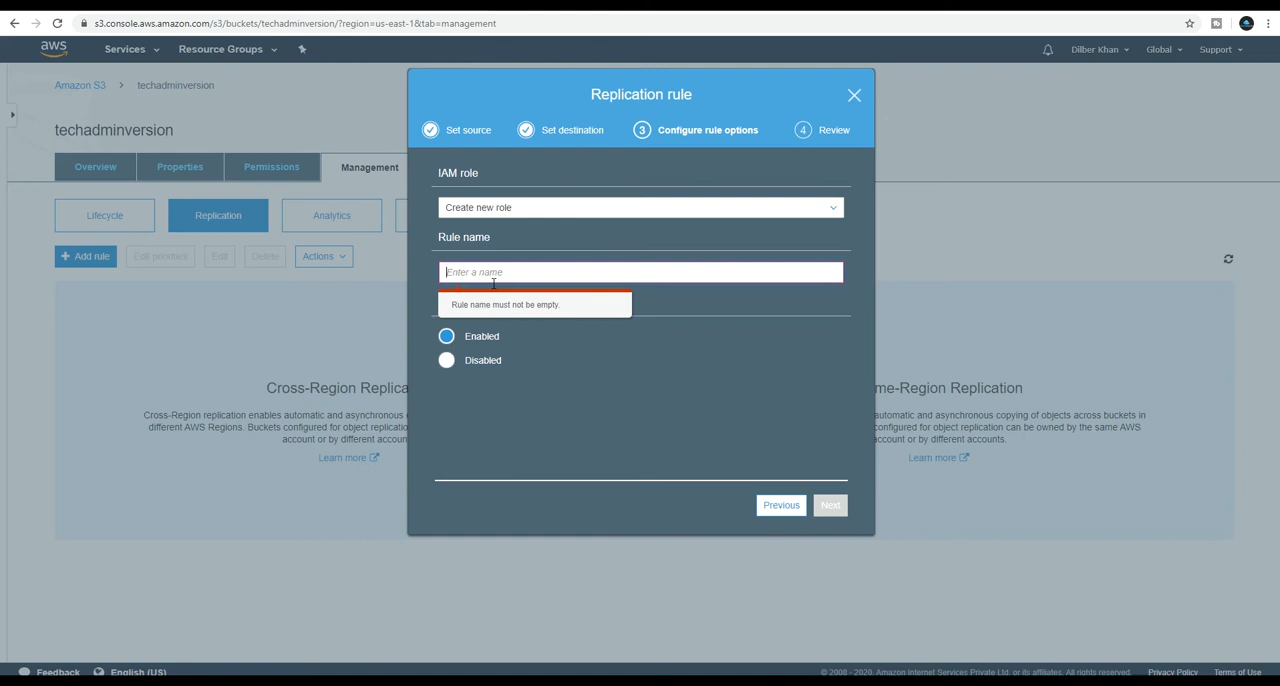 s3.console.aws.amazon.com/s3/buckets/techadminversion/?region=us-east-1&tab=management
aws
Services
Resource Groups
Dilber Khan
Global
Support
Amazon S3
techadminversion
techadminversion
Overview
Properties
Permissions
Management
Lifecycle
Replication
Analytics
+ Add rule
Edit priorities
Edit
Delete
Actions
Replication rule
Set source
Set destination
3 Configure rule options
4 Review
IAM role
Create new role
Rule name
Enter a name
Rule name must not be empty.
Enabled
Disabled
Previous
Next
Cross-Region Replica
Cross-Region replication enables automatic and asynchronous
different AWS Regions. Buckets configured for object replicatio
account or by different accoun
Learn more
me-Region Replication
automatic and asynchronous copying of objects across buckets in
configured for object replication can be owned by the same AWS
account or by different accounts.
Learn more
Feedback
English (US)
© 2008 - 2020, Amazon Internet Services Private Ltd. or its affiliates. All rights reserved.
Privacy Policy
Terms of Use